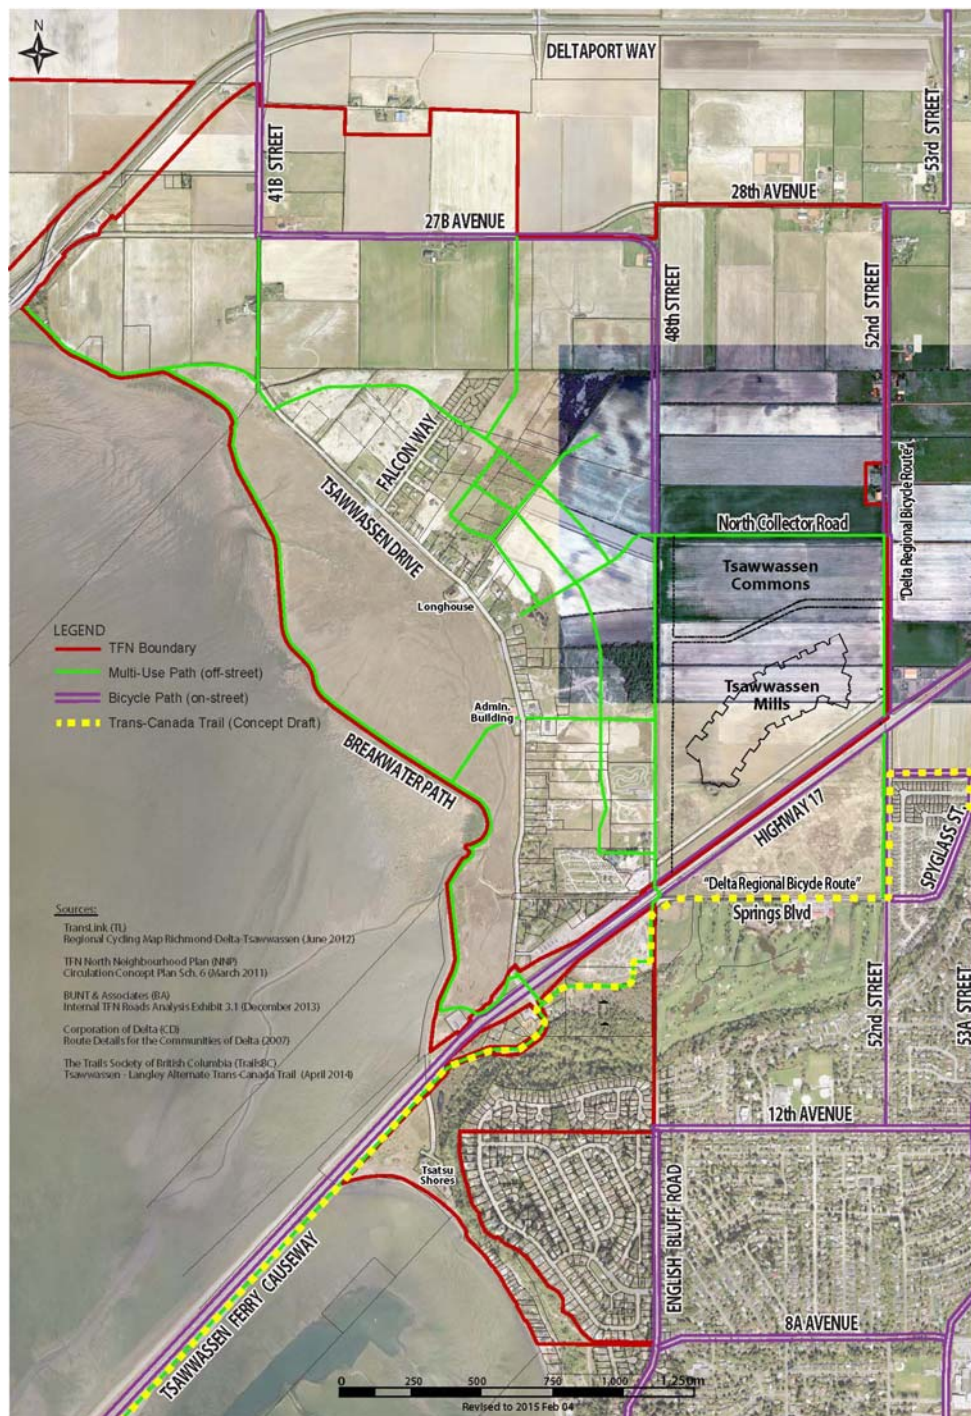 N
DELTAPORT WAY
53rd STREET
41B STREET
28th AVENUE
27B AVENUE
48th STREET
52nd STREET
"Delta Regional Bicycle Route"
FALCON WAY
TSAWWASSEN DRIVE
North Collector Road
Tsawwassen
Commons
Longhouse
LEGEND
TFN Boundary
Multi-Use Path (off-street)
Bicycle Path (on-street)
Trans-Canada Trail (Concept Draft)
Tsawwassen
Mills
Admin.
Building
BREAKWATER PATH
HIGHWAY 17
SPYGLASS ST.
"Delta Regional Bicycle Route"
Springs Blvd
Sources:
TransLink (TL)
Regional Cycling Map Richmond-Delta-Tsawwassen (June 2012)
TFN North Neighbourhood Plan (NNP)
Circulation Concept Plan Sch. 6 (March 2011)
BUNT & Associates (BA)
Internal TFN Roads Analysis Exhibit 3.1 (December 2013)
Corporation of Delta (CD)
Route Details for the Communities of Delta (2007)
The Trails Society of British Columbia (TrailsBC)
Tsawwassen - Langley Alternate Trans-Canada Trail (April 2014)
52nd STREET
53A STREET
12th AVENUE
Tsatsu
Shores
ENGLISH BLUFF ROAD
TSAWWASSEN FERRY CAUSEWAY
8A AVENUE
0 250 500 750 1,000 1,250m
Revised to 2015 Feb 04